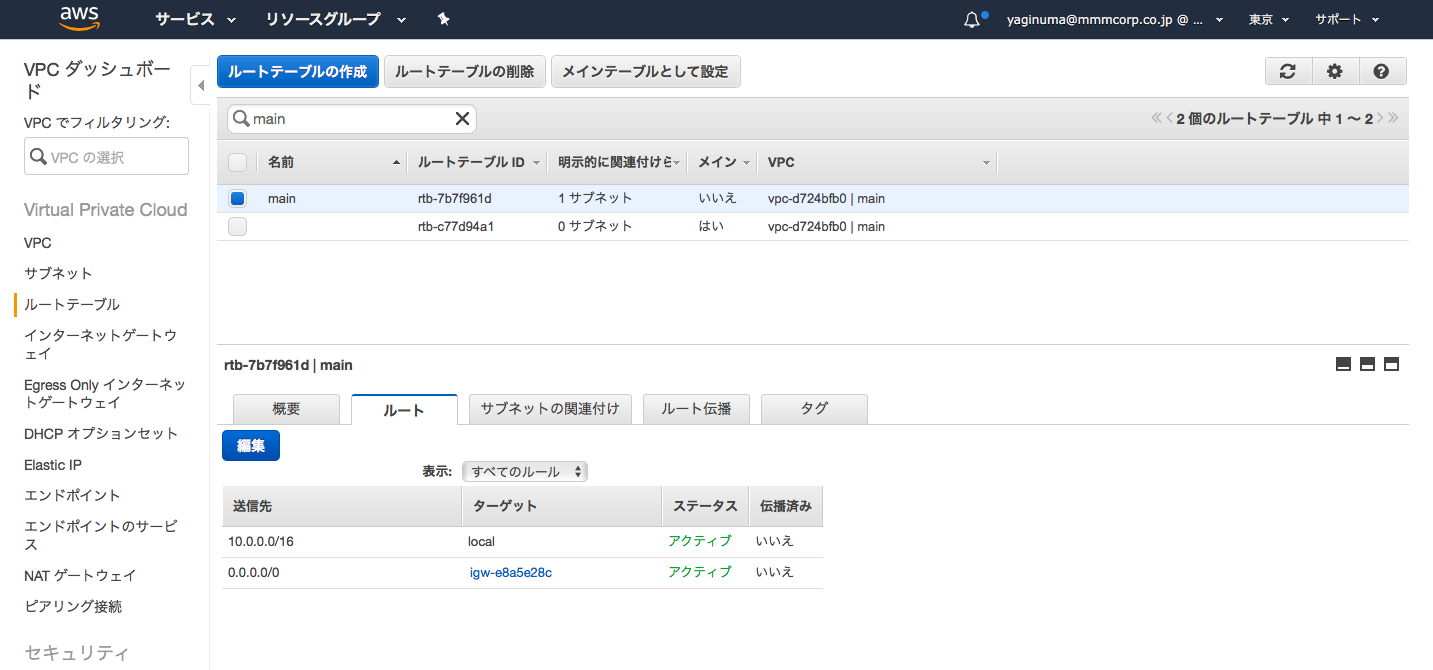 aws
サービス
リソースグループ
yaginuma@mmmcorp.co.jp @ ...
東京
サポート
VPC ダッシュボー
ド
VPC でフィルタリング:
VPC の選択
Virtual Private Cloud
VPC
サブネット
ルートテーブル
インターネットゲートウ
ェイ
Egress Only インターネッ
トゲートウェイ
DHCP オプションセット
Elastic IP
エンドポイント
エンドポイントのサービ
ス
NAT ゲートウェイ
ピアリング接続
セキュリティ
ルートテーブルの作成
ルートテーブルの削除
メインテーブルとして設定
main
2 個のルートテーブル 中 1 ～ 2
名前 ルートテーブル ID 明示的に関連付けら メイン VPC
main rtb-7b7f961d 1 サブネット いいえ vpc-d724bfb0 | main
rtb-c77d94a1 0 サブネット はい vpc-d724bfb0 | main
rtb-7b7f961d | main
概要 ルート サブネットの関連付け ルート伝播 タグ
編集
表示: すべてのルール
送信先 ターゲット ステータス 伝播済み
10.0.0.0/16 local アクティブ いいえ
0.0.0.0/0 igw-e8a5e28c アクティブ いいえ